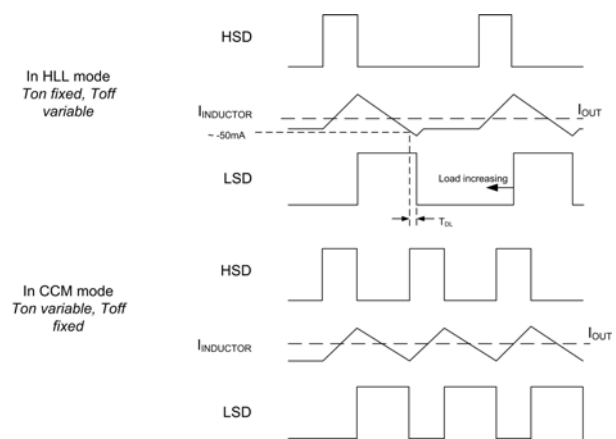 HSD
In HLL mode
Ton fixed, Toff
variable
IINDUCTOR
IOUT
~ -50mA
LSD
Load increasing
TDL
HSD
In CCM mode
Ton variable, Toff
fixed
IINDUCTOR
IOUT
LSD